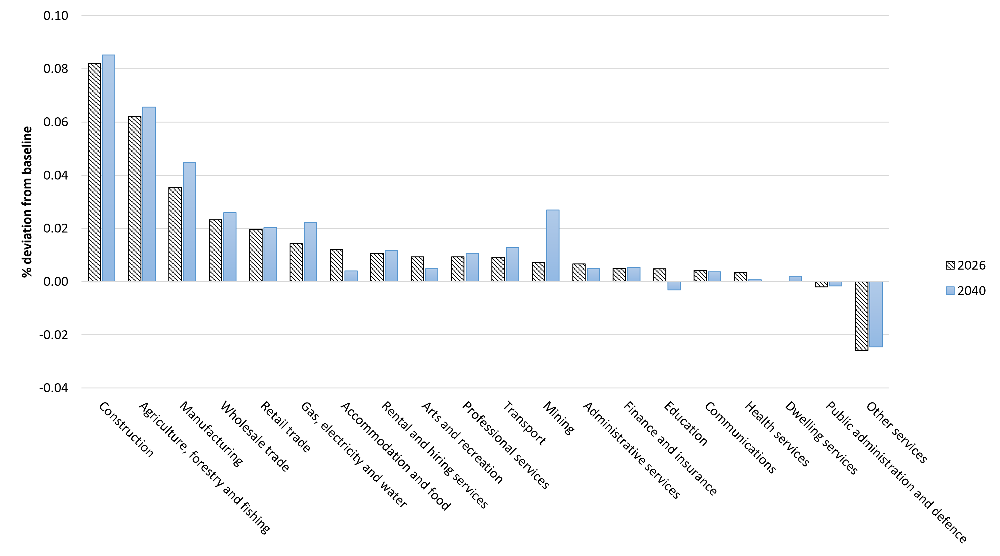 0.10
0.08
0.06
0.04
0.02
0.00
-0.02
-0.04
% deviation from baseline
Construction
Agriculture, forestry and fishing
Manufacturing
Wholesale trade
Retail trade
Gas, electricity and water
Accommodation and food
Rental and hiring services
Arts and recreation
Professional services
Transport
Mining
Administrative services
Finance and insurance
Education
Communications
Health services
Dwelling services
Public administration and defence
Other services
2026
2040